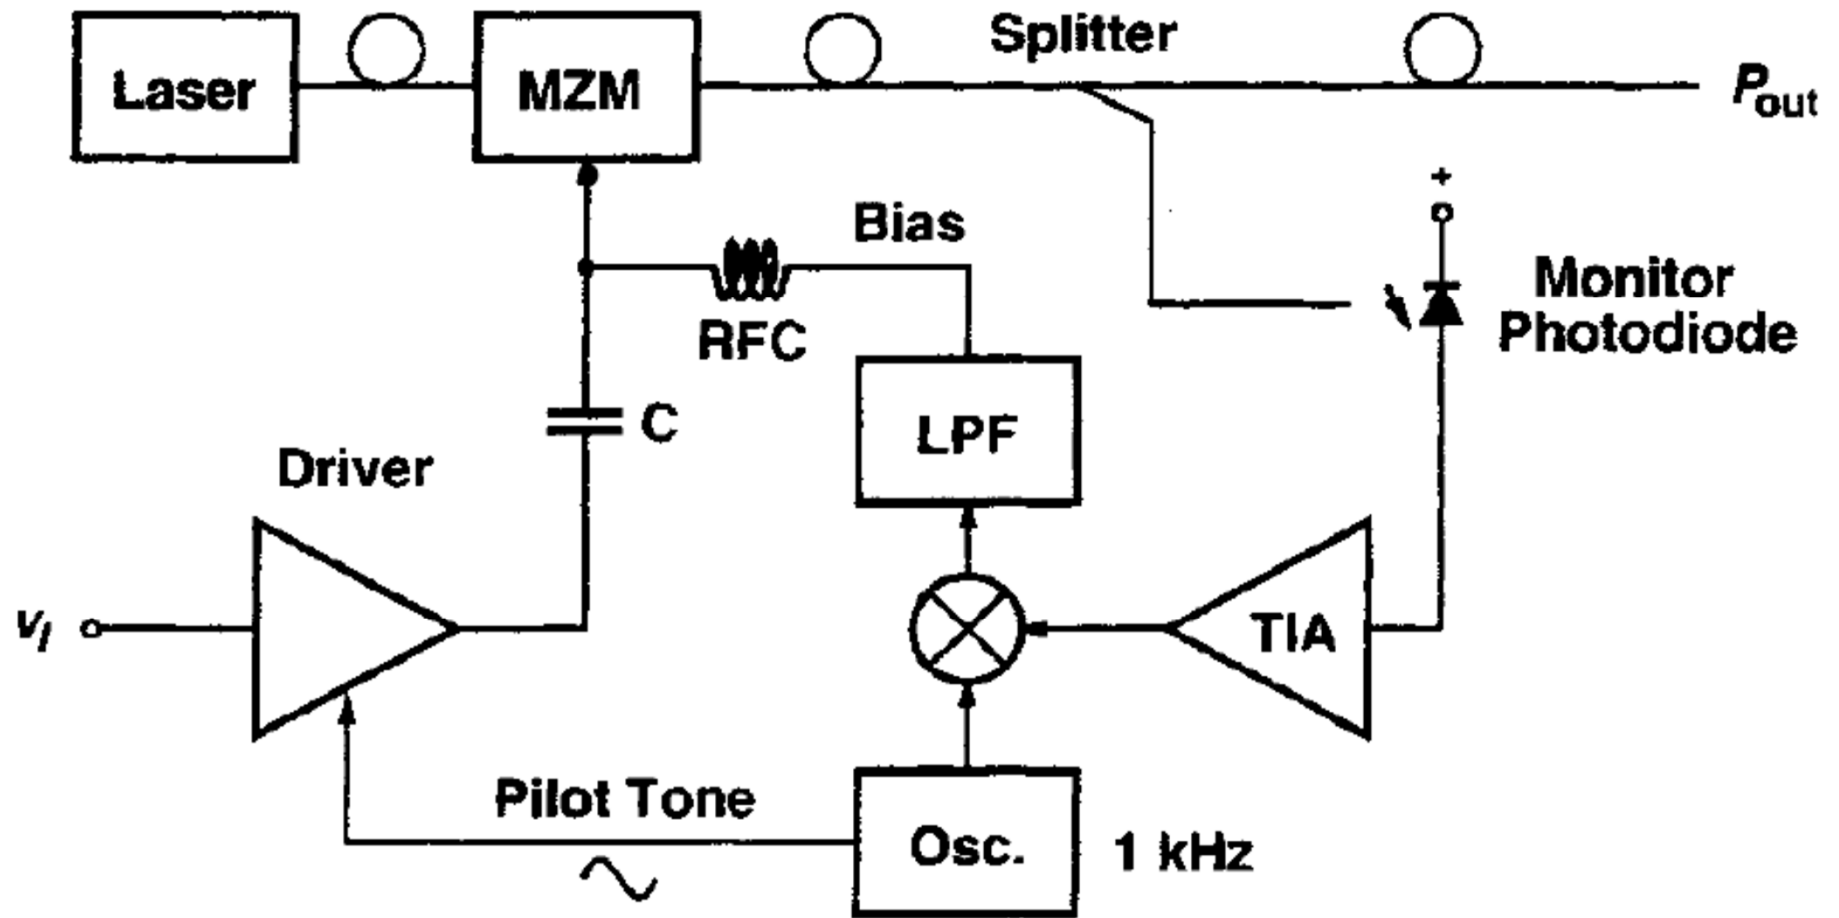 Laser
MZM
Splitter
Pout
Bias
RFC
+
Monitor
Photodiode
C
LPF
Driver
vI
TIA
Pilot Tone
Osc.
1 kHz